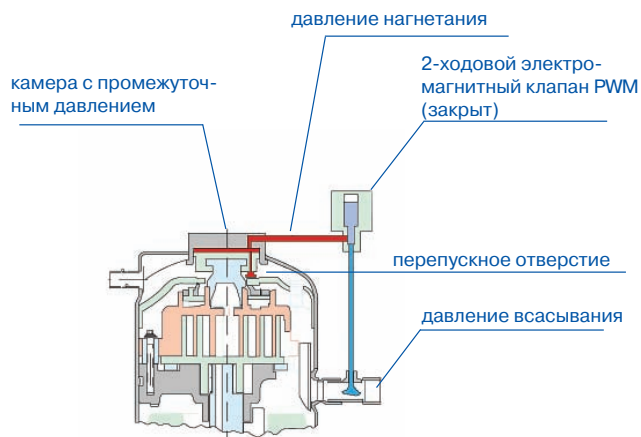 давление нагнетания
2-ходовой электро-
магнитный клапан PWM
(закрыт)
камера с промежуточ-
ным давлением
перепускное отверстие
давление всасывания